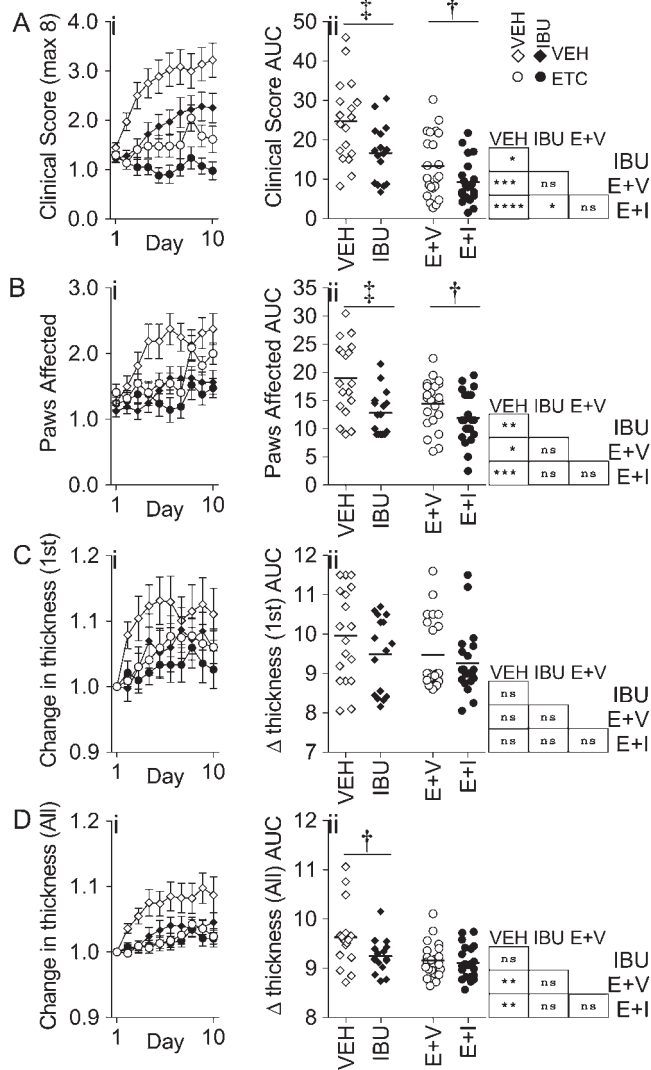 A
i
Clinical Score (max 8)
4.0
3.0
2.0
1.0
0.0
1
10
Day
ii
Clinical Score AUC
50
40
30
20
10
0
‡
†
VEH
IBU
E+V
E+I
VEH
IBU
VEH
ETC
VEH IBU E+V
* IBU
*** ns E+V
**** * ns E+I
B
i
Paws Affected
3.0
2.0
1.0
0.0
1
10
Day
ii
Paws Affected AUC
35
30
25
20
15
10
5
0
‡
†
VEH
IBU
E+V
E+I
VEH IBU E+V
** IBU
* ns E+V
*** ns ns E+I
C
i
Change in thickness (1st)
1.2
1.1
1.0
0.9
1
10
Day
ii
Δ thickness (1st) AUC
12
11
10
9
8
7
VEH
IBU
E+V
E+I
VEH IBU E+V
ns IBU
ns ns E+V
ns ns ns E+I
D
i
Change in thickness (All)
1.2
1.1
1.0
0.9
1
10
Day
ii
Δ thickness (All) AUC
12
11
10
9
8
†
VEH
IBU
E+V
E+I
VEH IBU E+V
ns IBU
** ns E+V
** ns ns E+I